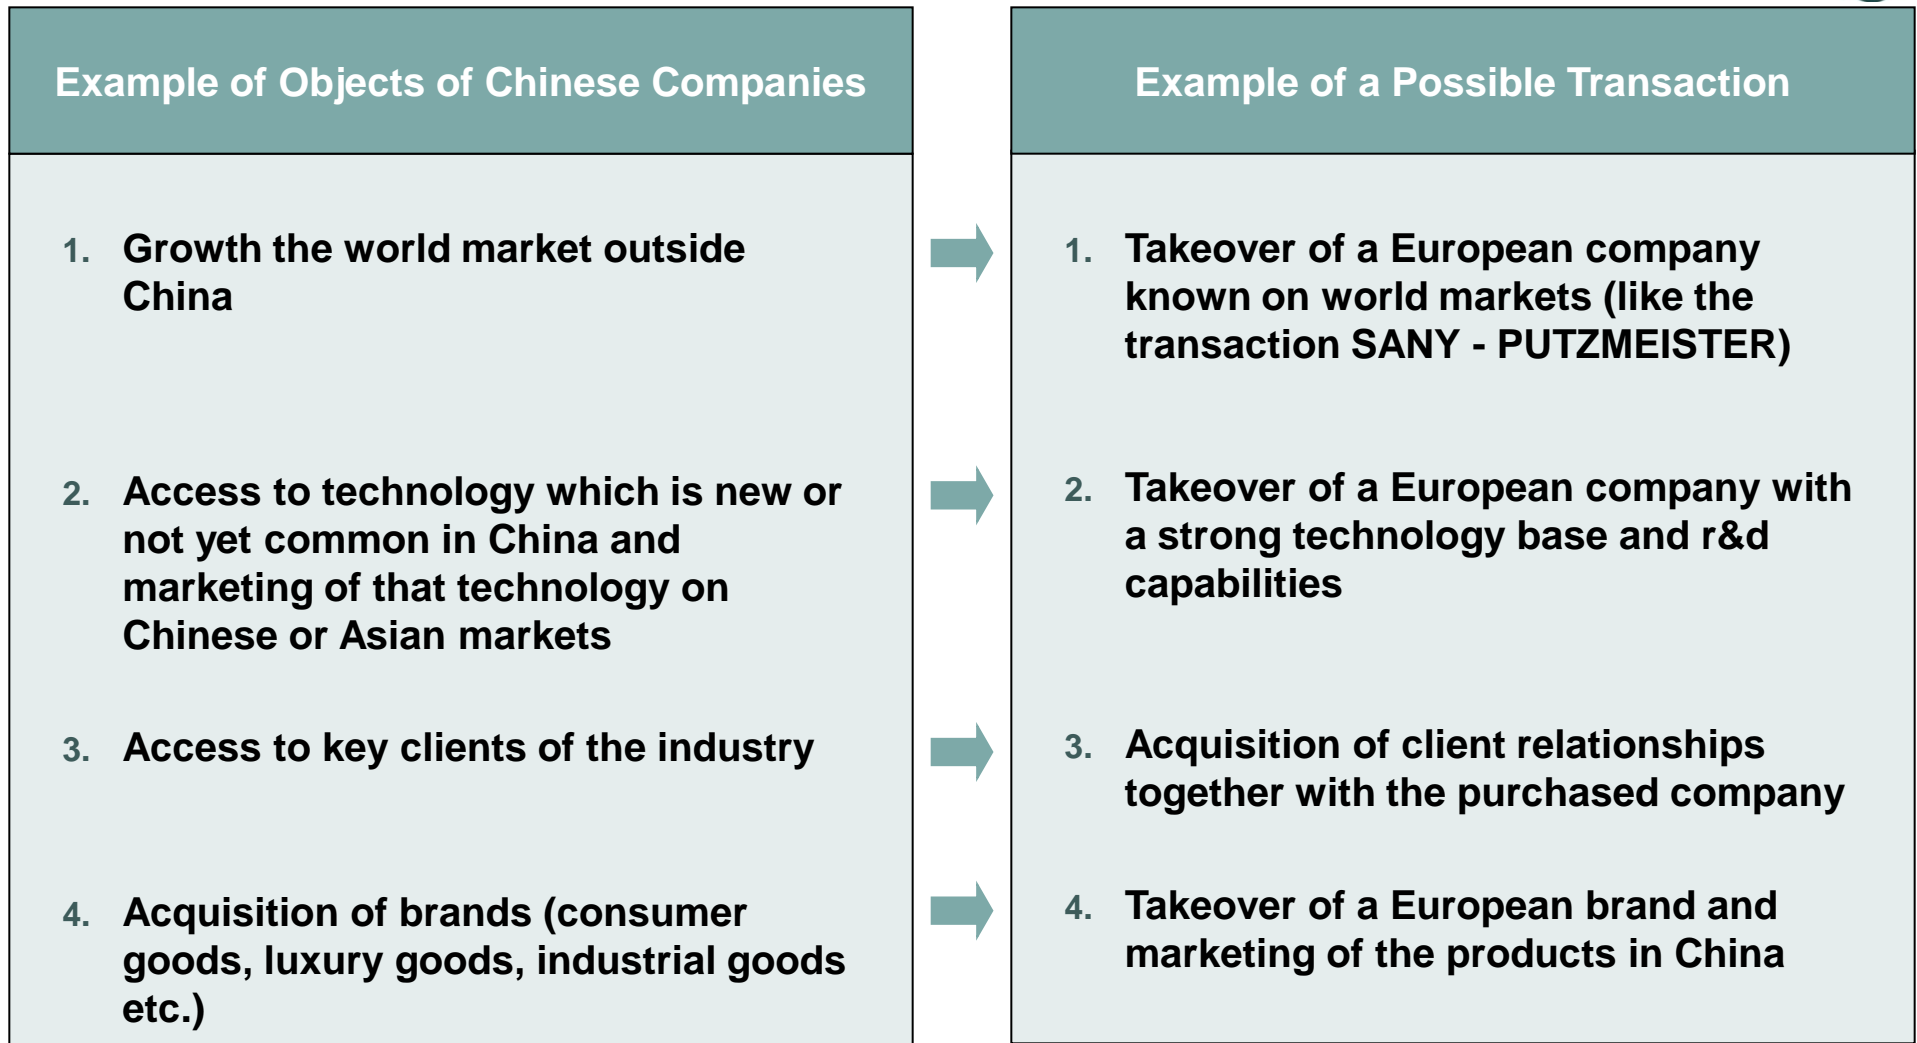 Example of Objects of Chinese Companies
1. Growth the world market outside
China
2. Access to technology which is new or
not yet common in China and
marketing of that technology on
Chinese or Asian markets
3. Access to key clients of the industry
4. Acquisition of brands (consumer
goods, luxury goods, industrial goods
etc.)
Example of a Possible Transaction
1. Takeover of a European company
known on world markets (like the
transaction SANY - PUTZMEISTER)
2. Takeover of a European company with
a strong technology base and r&d
capabilities
3. Acquisition of client relationships
together with the purchased company
4. Takeover of a European brand and
marketing of the products in China